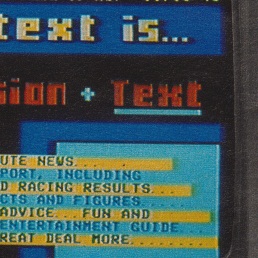 text is...
sion + Text
UTE NEWS... .
PORT, INCLUDING
D RACING RESULTS...
CTS AND FIGURES.....
ADVICE...FUN AND
ENTERTAINMENT GUIDE..
REAT DEAL MORE.........